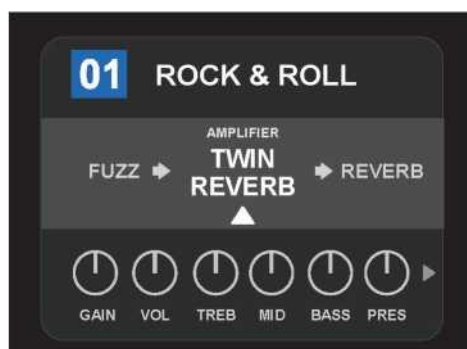 01 ROCK & ROLL
AMPLIFIER
FUZZ TWIN REVERB REVERB
GAIN VOL TREB MID BASS PRES